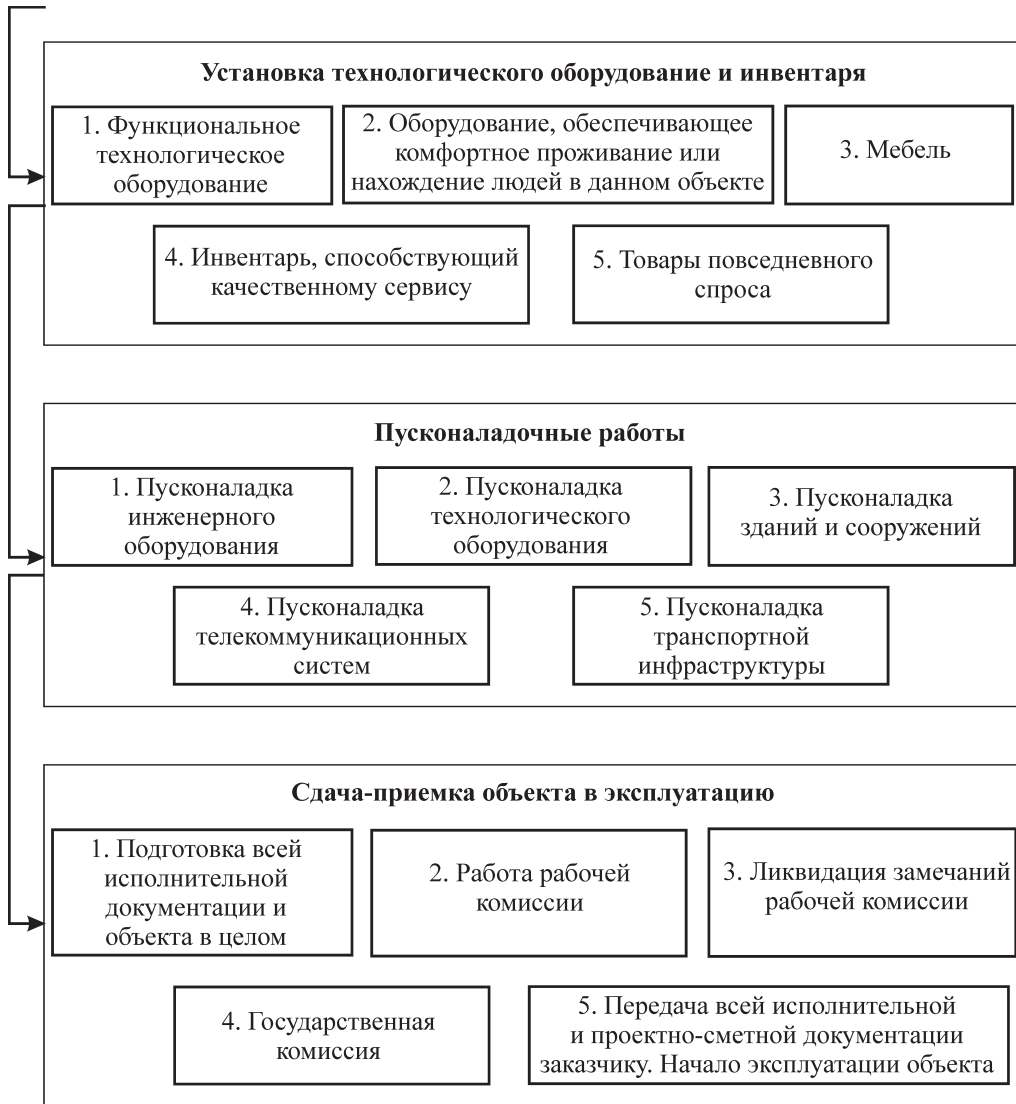 Установка технологического оборудование и инвентаря
1. Функциональное
технологическое
оборудование
2. Оборудование, обеспечивающее
комфортное проживание или
нахождение людей в данном объекте
3. Мебель
4. Инвентарь, способствующий
качественному сервису
5. Товары повседневного
спроса
Пусконаладочные работы
1. Пусконаладка
инженерного
оборудования
2. Пусконаладка
технологического
оборудования
3. Пусконаладка
зданий и сооружений
4. Пусконаладка
телекоммуникационных
систем
5. Пусконаладка
транспортной
инфраструктуры
Сдача-приемка объекта в эксплуатацию
1. Подготовка всей
исполнительной
документации и
объекта в целом
2. Работа рабочей
комиссии
3. Ликвидация замечаний
рабочей комиссии
4. Государственная
комиссия
5. Передача всей исполнительной
и проектно-сметной документации
заказчику. Начало эксплуатации объекта